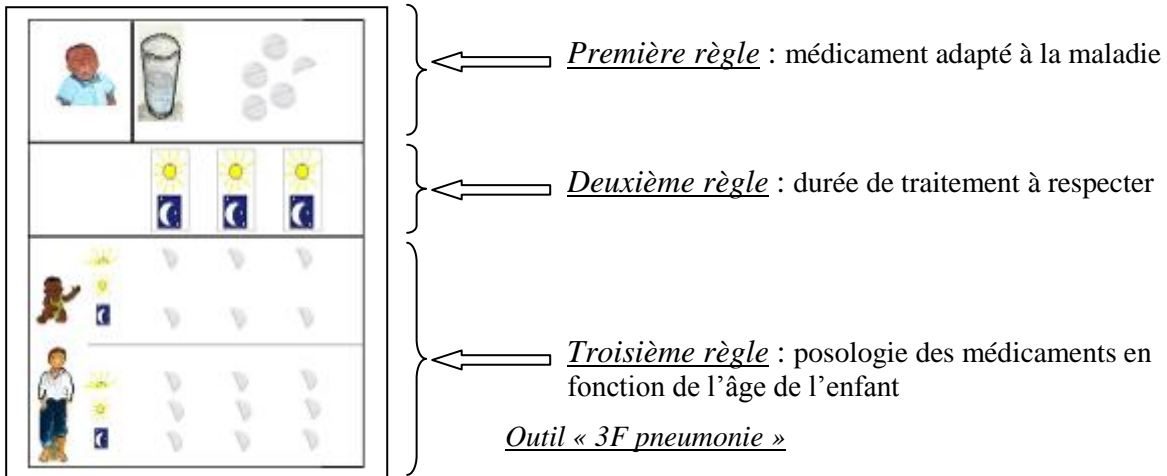 Première règle : médicament adapté à la maladie
Deuxième règle : durée de traitement à respecter
Troisième règle : posologie des médicaments en
fonction de l’âge de l’enfant
Outil « 3F pneumonie »